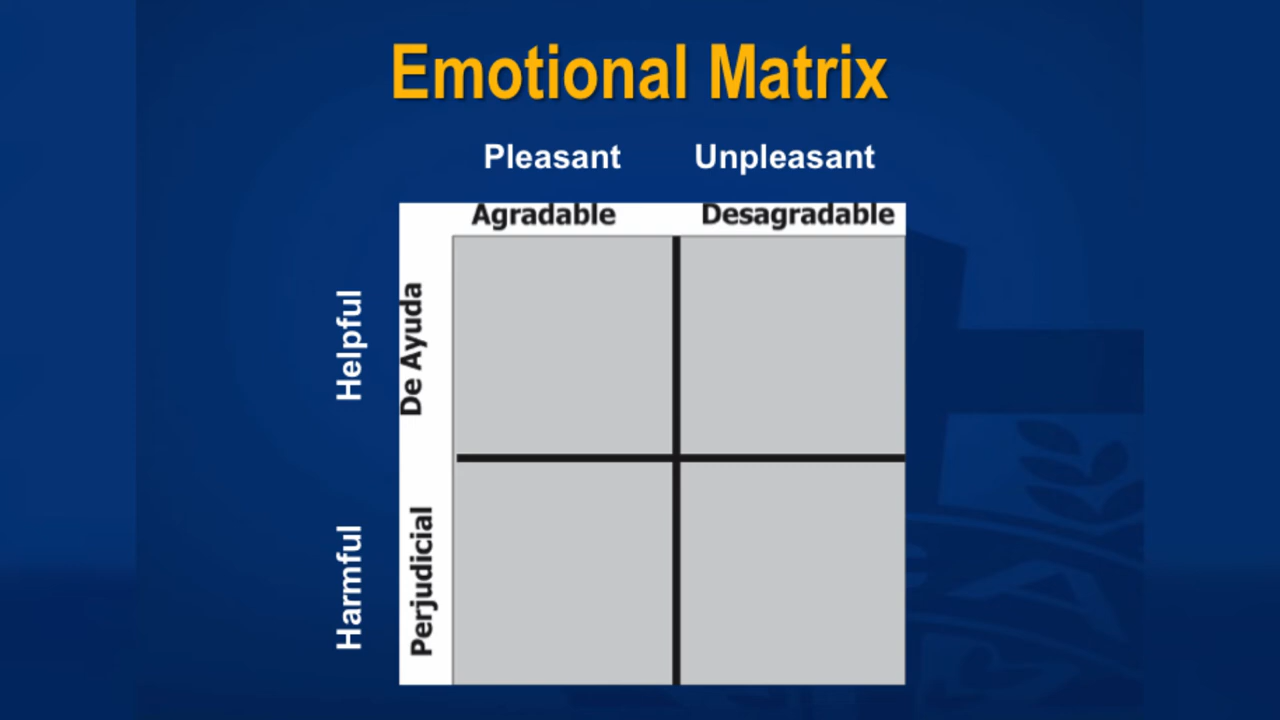 Emotional Matrix
Pleasant Unpleasant
Agradable Desagradable
Helpful
De Ayuda
Harmful
Perjudicial